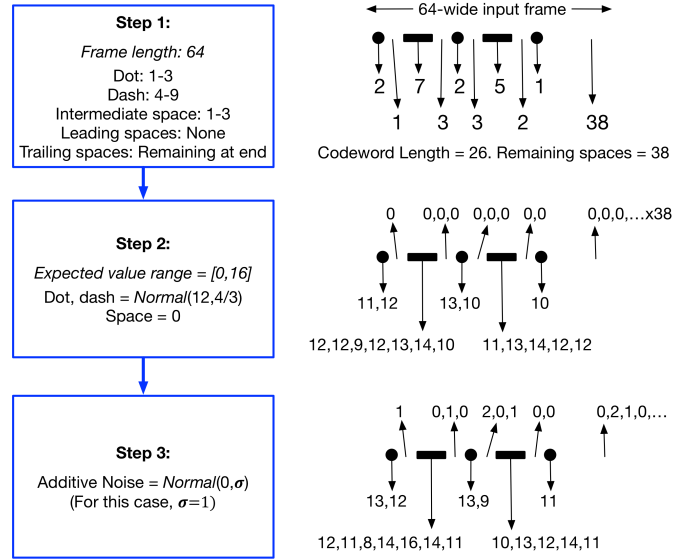 Step 1:
Frame length: 64
Dot: 1-3
Dash: 4-9
Intermediate space: 1-3
Leading spaces: None
Trailing spaces: Remaining at end
64-wide input frame
2 7 2 5 1
1 3 3 2 38
Codeword Length = 26. Remaining spaces = 38
Step 2:
Expected value range = [0,16]
Dot, dash = Normal(12,4/3)
Space = 0
0 0,0,0 0,0,0 0,0 0,0,0,...x38
11,12 13,10 10
12,12,9,12,13,14,10 11,13,14,12,12
Step 3:
Additive Noise = Normal(0,σ)
(For this case, σ=1)
1 0,1,0 2,0,1 0,0 0,2,1,0,...
13,12 13,9 11
12,11,8,14,16,14,11 10,13,12,14,11